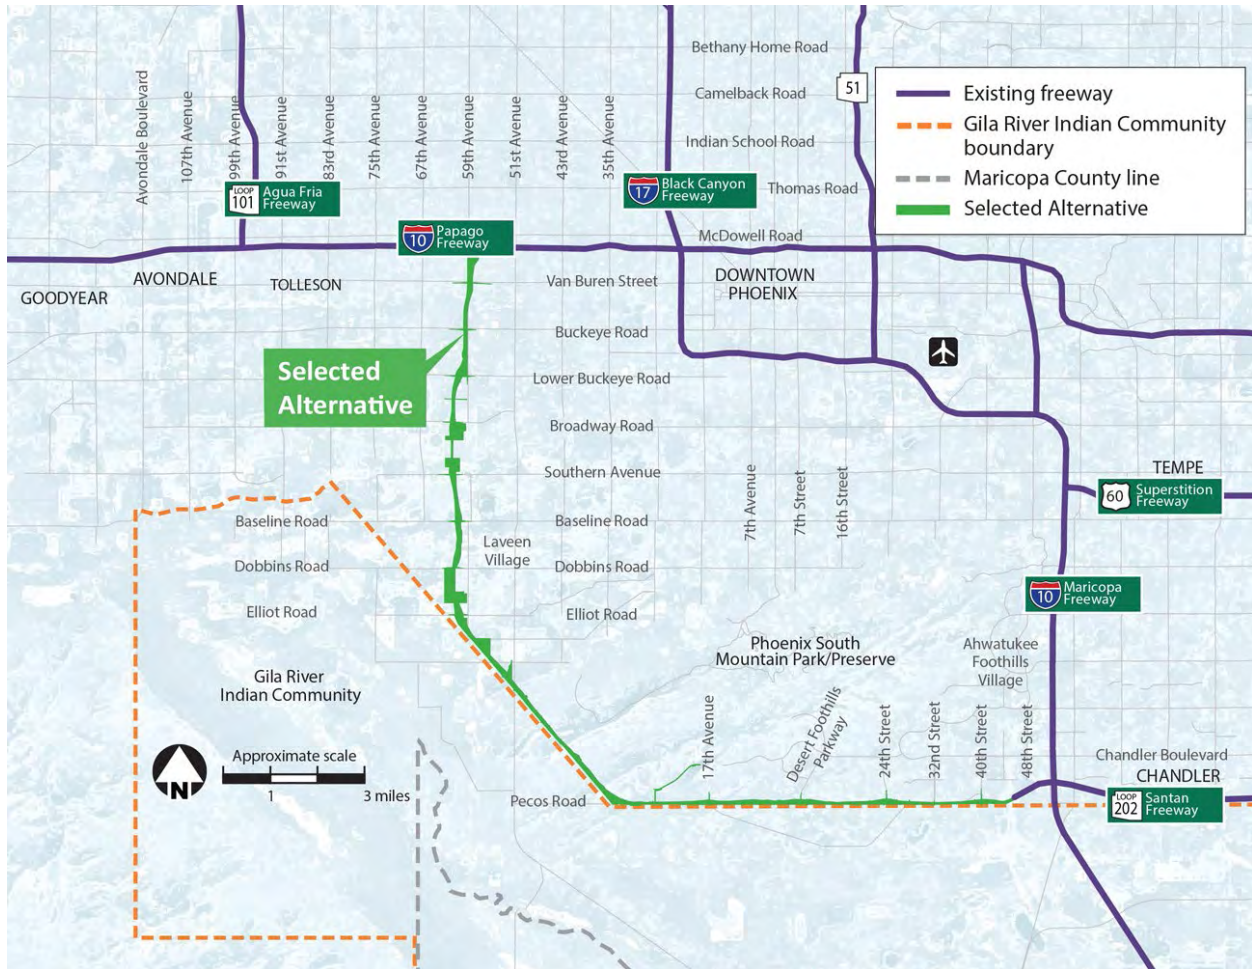 Bethany Home Road
Camelback Road
51
Indian School Road
Thomas Road
McDowell Road
Existing freeway
Gila River Indian Community
boundary
Maricopa County line
Selected Alternative
Avondale Boulevard
107th Avenue
99th Avenue
91st Avenue
83rd Avenue
75th Avenue
67th Avenue
59th Avenue
51st Avenue
43rd Avenue
35th Avenue
LOOP
101
Agua Fria
Freeway
17
Black Canyon
Freeway
10
Papago
Freeway
GOODYEAR
AVONDALE
TOLLESON
Van Buren Street
DOWNTOWN
PHOENIX
Buckeye Road
Selected
Alternative
Lower Buckeye Road
Broadway Road
Southern Avenue
7th Avenue
7th Street
16th Street
TEMPE
60
Superstition
Freeway
Baseline Road
Baseline Road
Laveen
Village
Dobbins Road
Dobbins Road
Elliot Road
Elliot Road
10
Maricopa
Freeway
Phoenix South
Mountain Park/Preserve
Ahwatukee
Foothills
Village
Gila River
Indian Community
N
Approximate scale
1
3 miles
17th Avenue
Desert Foothills
Parkway
24th Street
32nd Street
40th Street
48th Street
Chandler Boulevard
CHANDLER
Pecos Road
LOOP
202
Santan
Freeway